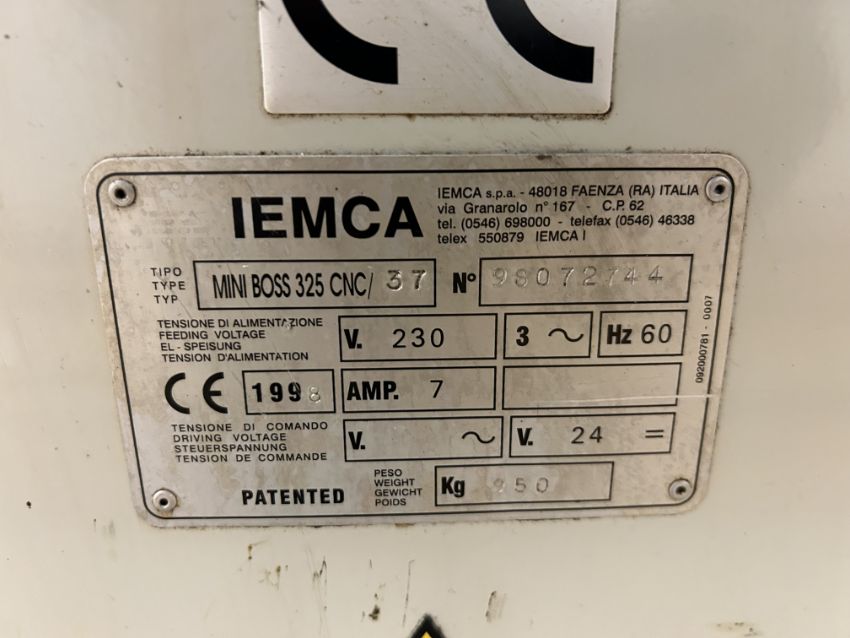 CE
IEMCA
IEMCA s.p.a. - 48018 FAENZA (RA) ITALIA
via Granarolo n° 167 - C.P. 62
tel. (0546) 698000 - telefax (0546) 46338
telex 550879 IEMCA I
TIPO
TYPE
TYP
MINI BOSS 325 CNC/ 37
N° 98072744
TENSIONE DI ALIMENTAZIONE
FEEDING VOLTAGE
EL - SPEISUNG
TENSION D'ALIMENTATION
V. 230
3 ~
Hz 60
CE 1998
AMP. 7
TENSIONE DI COMANDO
DRIVING VOLTAGE
STEUERSPANNUNG
TENSION DE COMMANDE
V. ~
V. 24 =
PATENTED
PESO
WEIGHT
GEWICHT
POIDS
Kg 950
092000781 - 0007